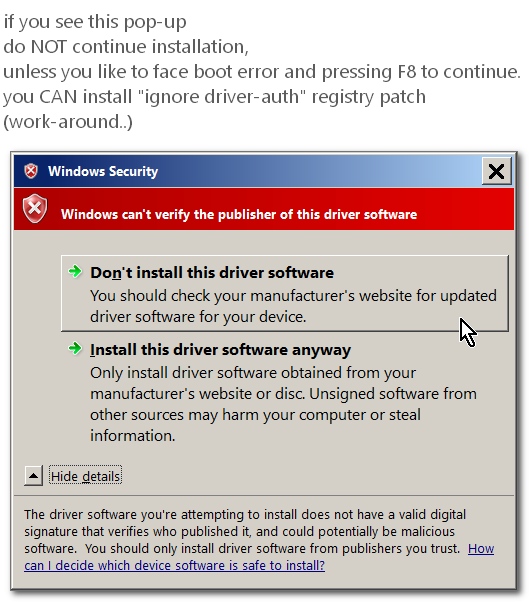 if you see this pop-up
do NOT continue installation,
unless you like to face boot error and pressing F8 to continue.
you CAN install "ignore driver-auth" registry patch
(work-around..)
Windows Security
Windows can't verify the publisher of this driver software
Don't install this driver software
You should check your manufacturer's website for updated
driver software for your device.
Install this driver software anyway
Only install driver software obtained from your
manufacturer's website or disc. Unsigned software from
other sources may harm your computer or steal
information.
Hide details
The driver software you're attempting to install does not have a valid digital
signature that verifies who published it, and could potentially be malicious
software. You should only install driver software from publishers you trust. How
can I decide which device software is safe to install?